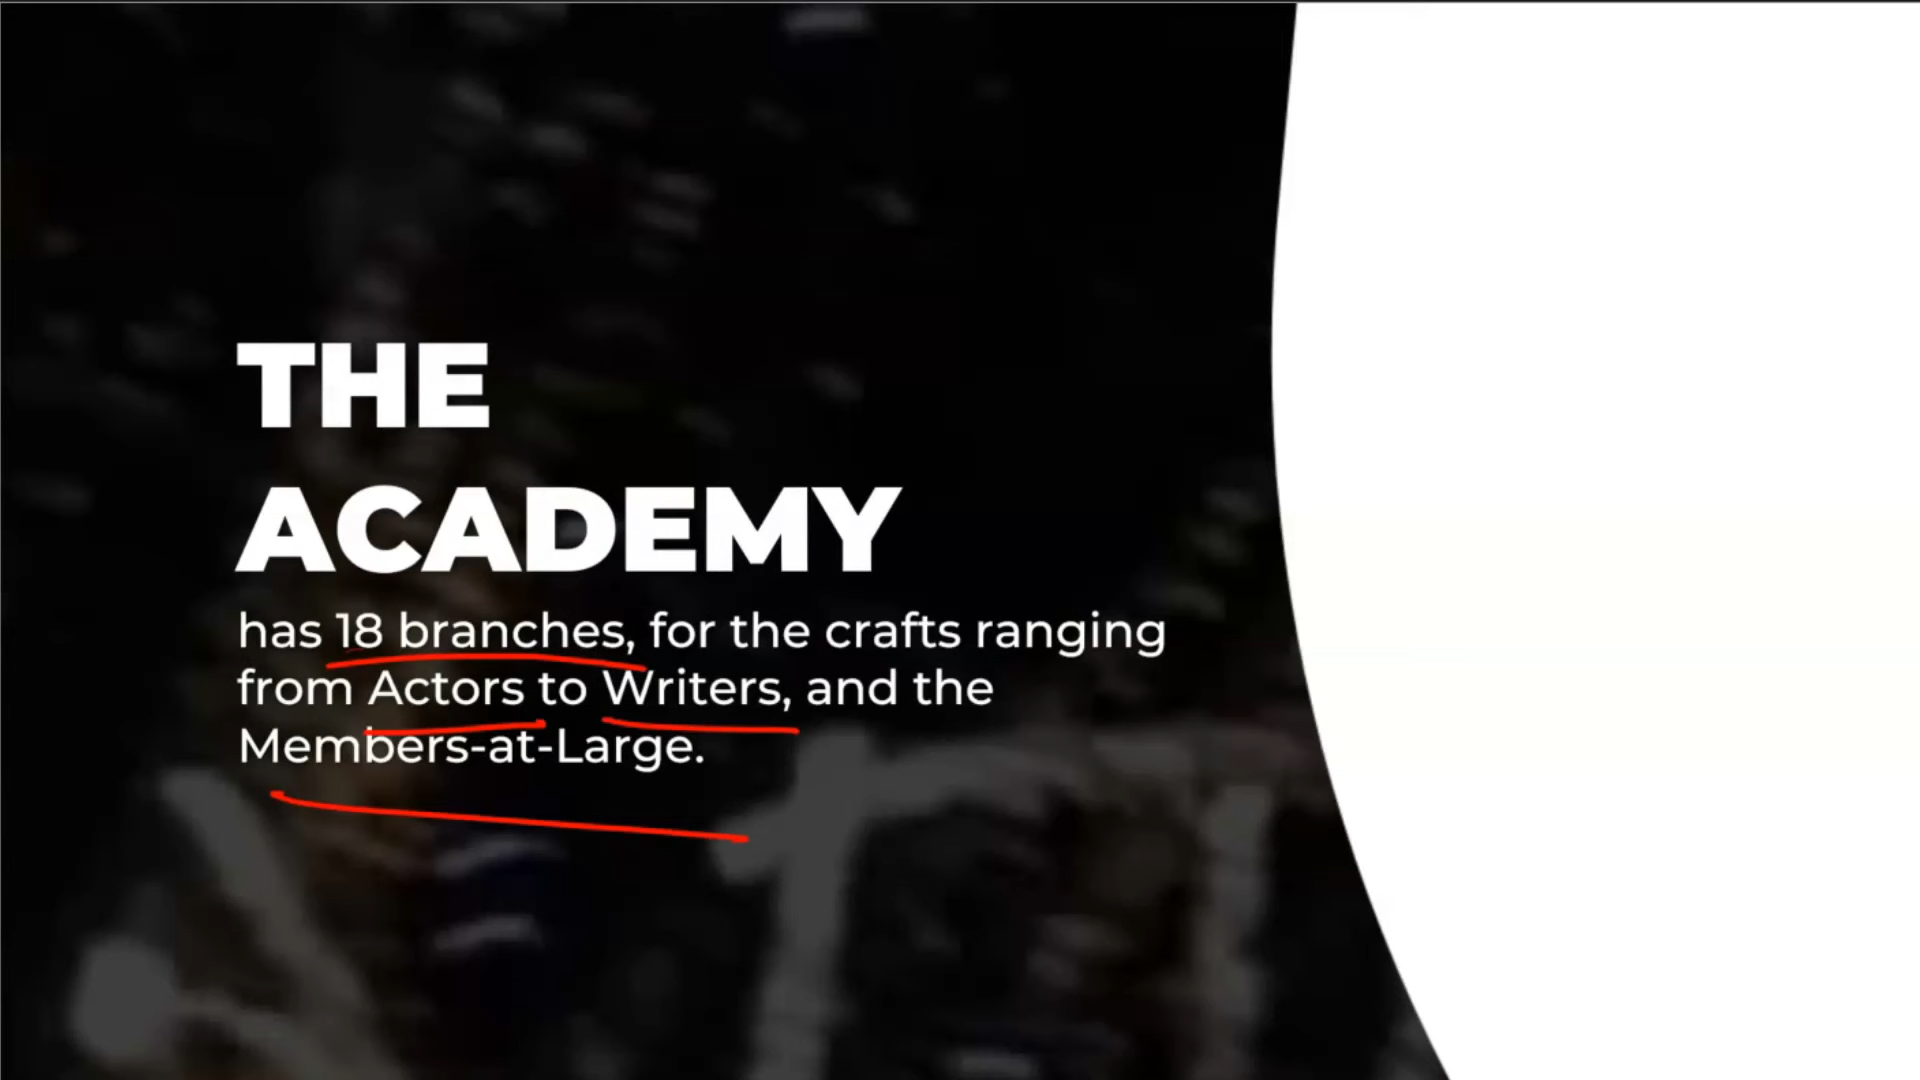 THE
ACADEMY
has 18 branches, for the crafts ranging
from Actors to Writers, and the
Members-at-Large.